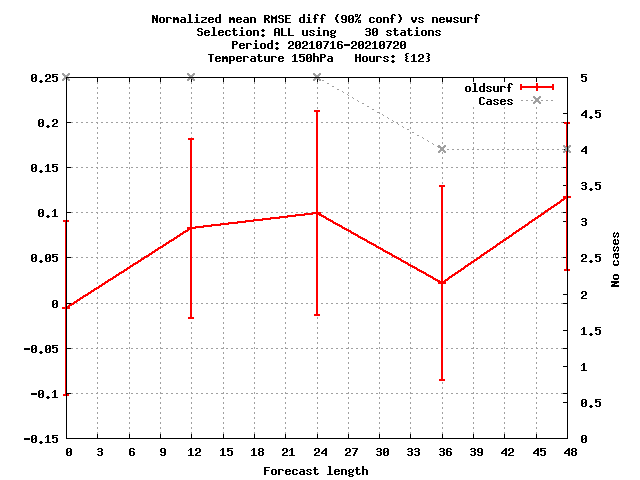 Normalized mean RMSE diff (90% conf) vs newsurf
Selection: ALL using    30 stations
Period: 20210716-20210720
Temperature 150hPa   Hours: {12}
oldsurf
Cases
0.25
0.2
0.15
0.1
0.05
0
-0.05
-0.1
-0.15
5
4.5
4
3.5
3
2.5
2
1.5
1
0.5
0
No cases
0 3 6 9 12 15 18 21 24 27 30 33 36 39 42 45 48
Forecast length